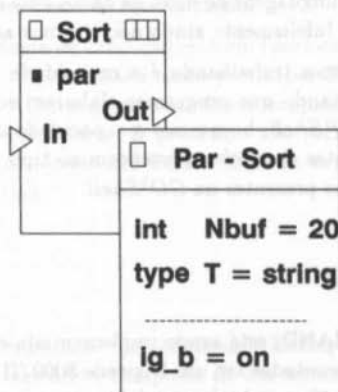 Sort
par
Out
In
Par - Sort
int Nbuf = 20
type T = string
lg_b = on